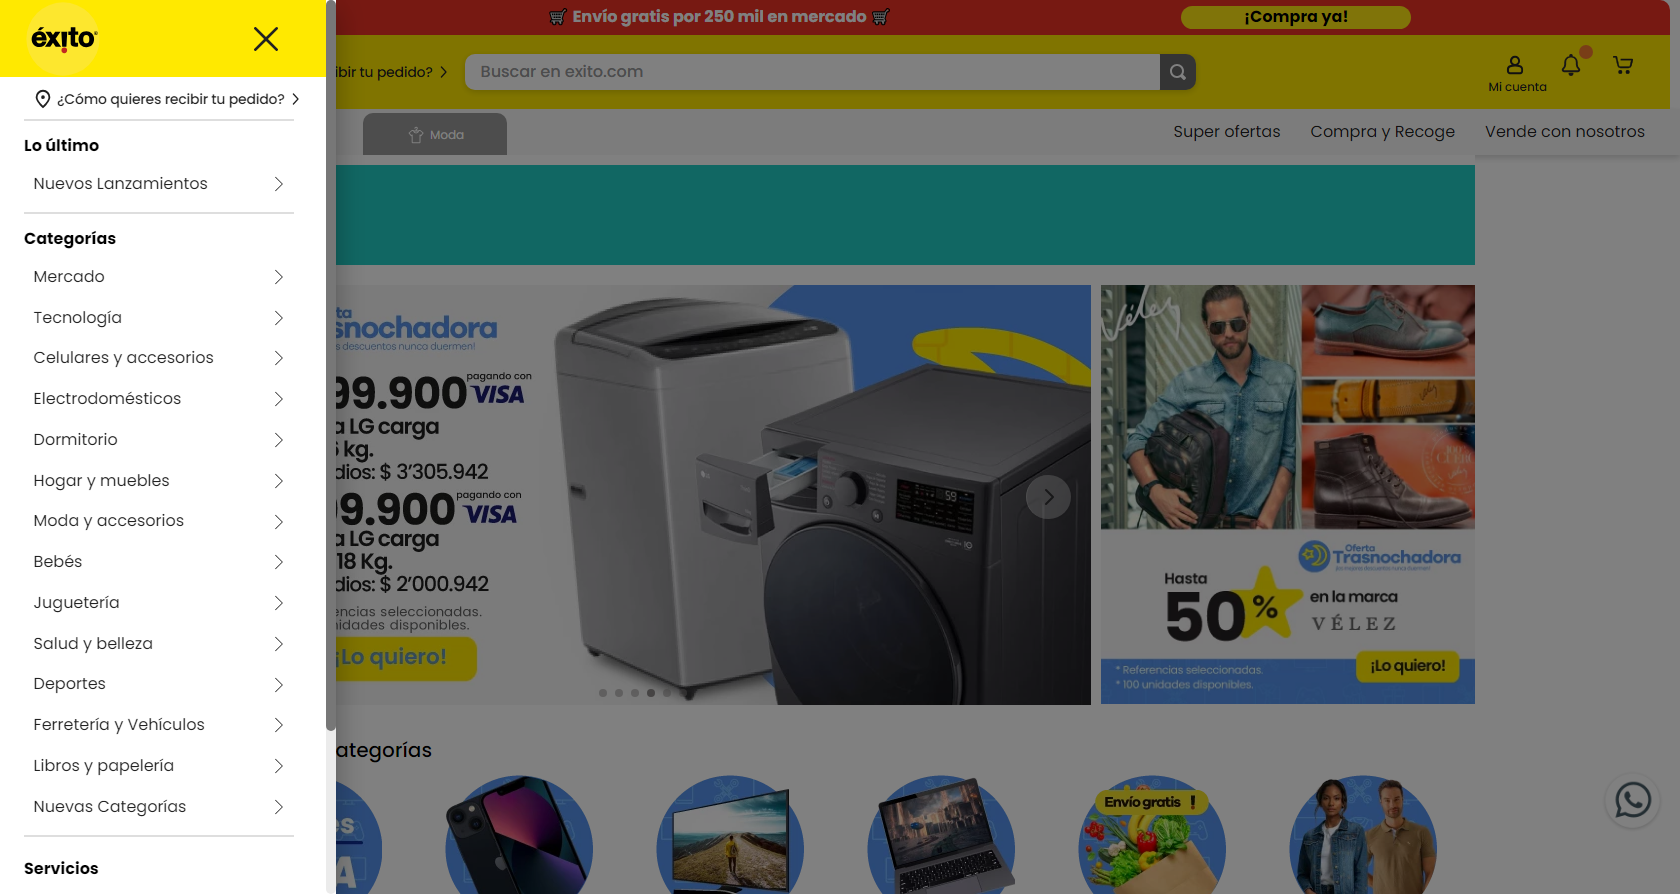 🛒 Envío gratis por 250 mil en mercado 🛒
¡Compra ya!
éxito
ibir tu pedido?
Buscar en exito.com
Mi cuenta
¿Cómo quieres recibir tu pedido?
Moda
Super ofertas
Compra y Recoge
Vende con nosotros
Lo último
Nuevos Lanzamientos
Categorías
Mercado
Tecnología
Celulares y accesorios
Electrodomésticos
Dormitorio
Hogar y muebles
Moda y accesorios
Bebés
Juguetería
Salud y belleza
Deportes
Ferretería y Vehículos
Libros y papelería
Nuevas Categorías
Servicios
ta
snochadora
s descuentos nunca duermen!
99.900
pagando con
VISA
a LG carga
kg.
dios: $ 3'305.942
9.900
pagando con
VISA
a LG carga
18 Kg.
dios: $ 2'000.942
encias seleccionadas.
nidades disponibles.
¡Lo quiero!
LG
59
Vélez
Oferta
Trasnochadora
Hasta
50%
en la marca
VÉLEZ
* Referencias seleccionadas.
* 100 unidades disponibles.
¡Lo quiero!
ategorías
os
A
Envío gratis !